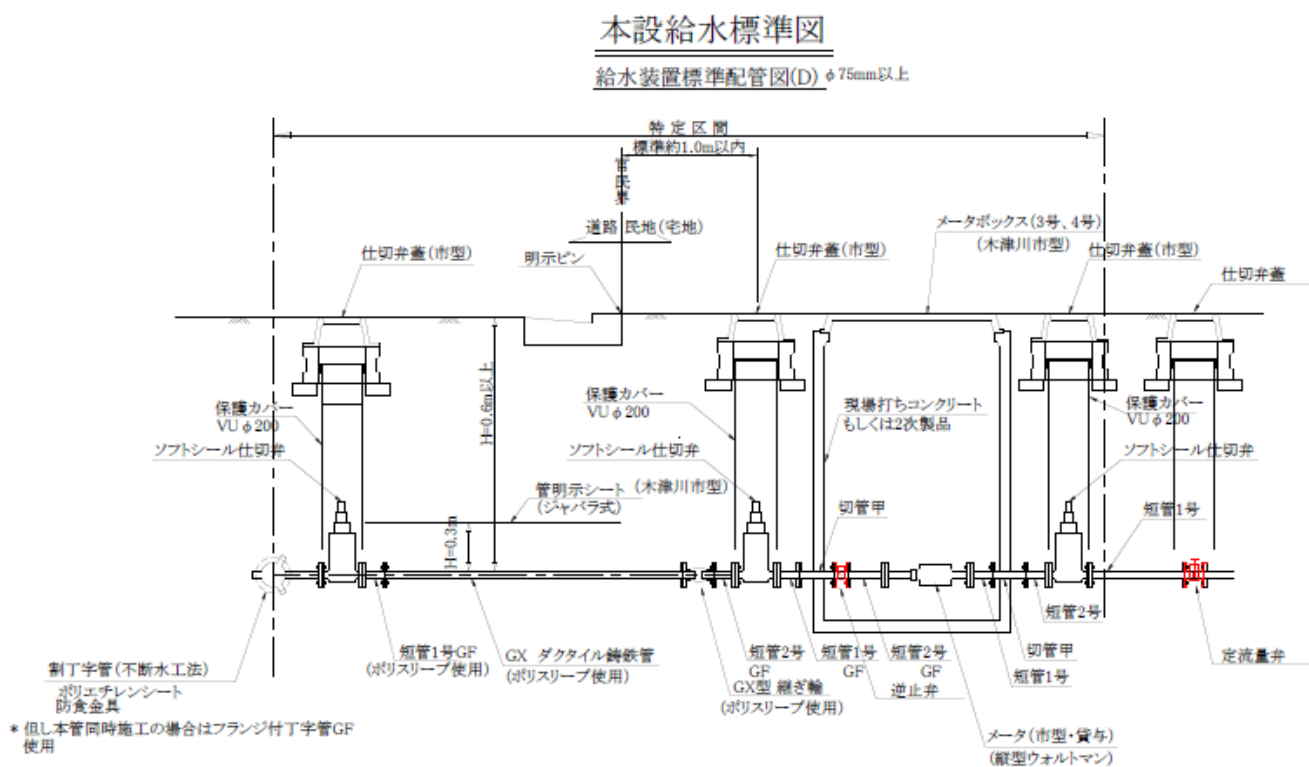 本設給水標準図
給水装置標準配管図(D) φ75mm以上
特定区間
標準約1.0m以内
官民界
道路 民地(宅地)
明示ピン
仕切弁蓋(市型)
仕切弁蓋(市型)
メータボックス(3号、4号)
(木津川市型)
仕切弁蓋(市型)
仕切弁蓋
H=0.6m以上
保護カバー
VUφ200
ソフトシール仕切弁
保護カバー
VUφ200
ソフトシール仕切弁
現場打ちコンクリート
もしくは2次製品
保護カバー
VUφ200
ソフトシール仕切弁
管明示シート (木津川市型)
(ジャバラ式)
H=0.3m
切管甲
短管1号
短管2号
割丁字管(不断水工法)
ポリエチレンシート
防食金具
* 但し本管同時施工の場合はフランジ付丁字管GF
使用
短管1号GF
(ポリスリーブ使用)
GX ダクタイル鋳鉄管
(ポリスリーブ使用)
短管2号
GF
GX型 継ぎ輪
(ポリスリーブ使用)
短管1号
GF
短管2号
GF
逆止弁
切管甲
短管1号
定流量弁
メータ(市型・貸与)
(縦型ウォルトマン)